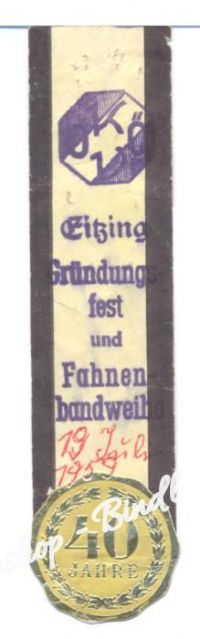 Eitzing
Gründungs-
fest
und
Fahnen-
bandweihe
19 Juli
1959
40
JAHRE